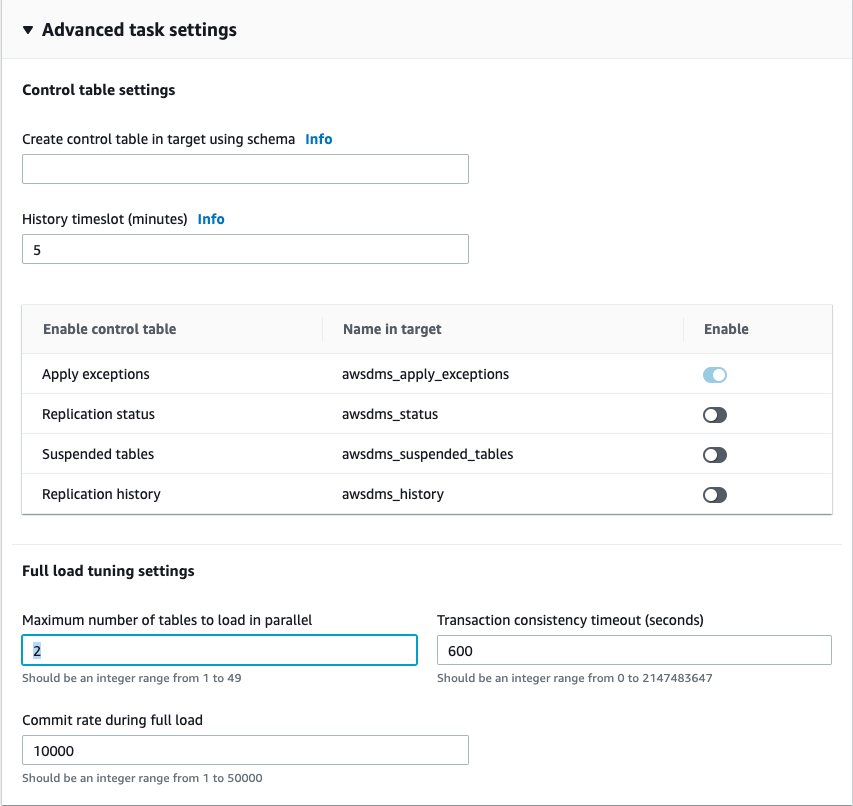 Advanced task settings
Control table settings
Create control table in target using schema Info
History timeslot (minutes) Info
5
Enable control table Name in target Enable
Apply exceptions awsdms_apply_exceptions
Replication status awsdms_status
Suspended tables awsdms_suspended_tables
Replication history awsdms_history
Full load tuning settings
Maximum number of tables to load in parallel Transaction consistency timeout (seconds)
2 600
Should be an integer range from 1 to 49 Should be an integer range from 0 to 2147483647
Commit rate during full load
10000
Should be an integer range from 1 to 50000